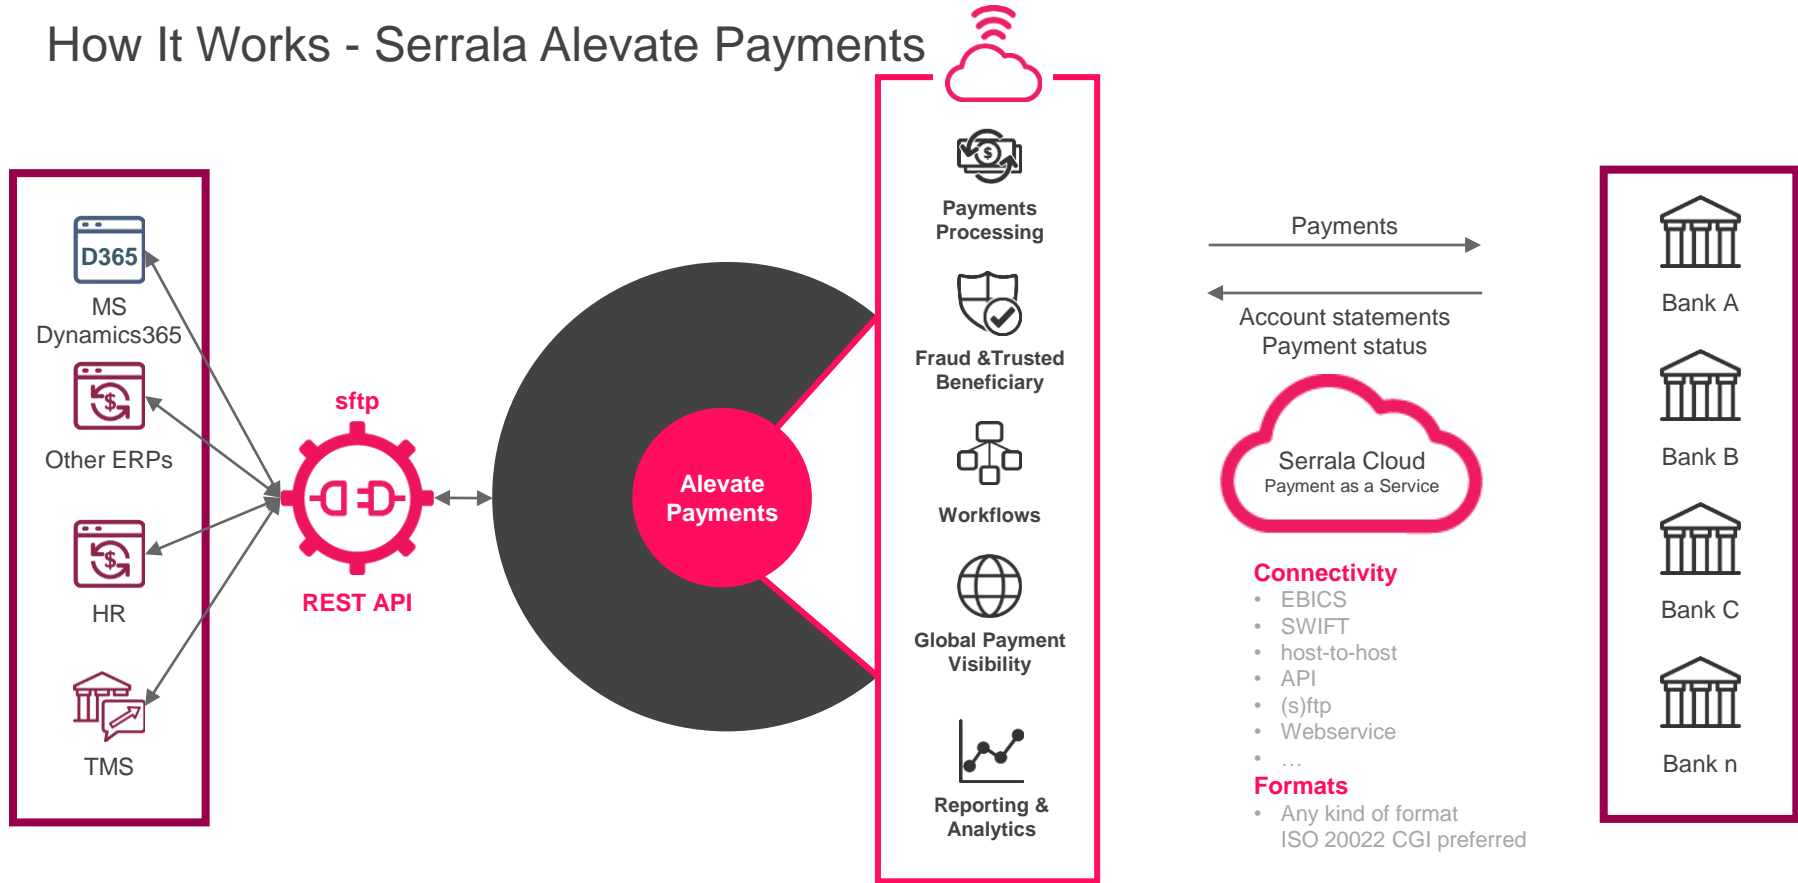 How It Works - Serrala Alevate Payments
D365
MS
Dynamics365
$
Other ERPs
$
HR
TMS
sftp
REST API
Alevate
Payments
$
Payments
Processing
Fraud &Trusted
Beneficiary
Workflows
Global Payment
Visibility
Reporting &
Analytics
Payments
Account statements
Payment status
Serrala Cloud
Payment as a Service
Connectivity
• EBICS
• SWIFT
• host-to-host
• API
• (s)ftp
• Webservice
• …
Formats
• Any kind of format
ISO 20022 CGI preferred
Bank A
Bank B
Bank C
Bank n